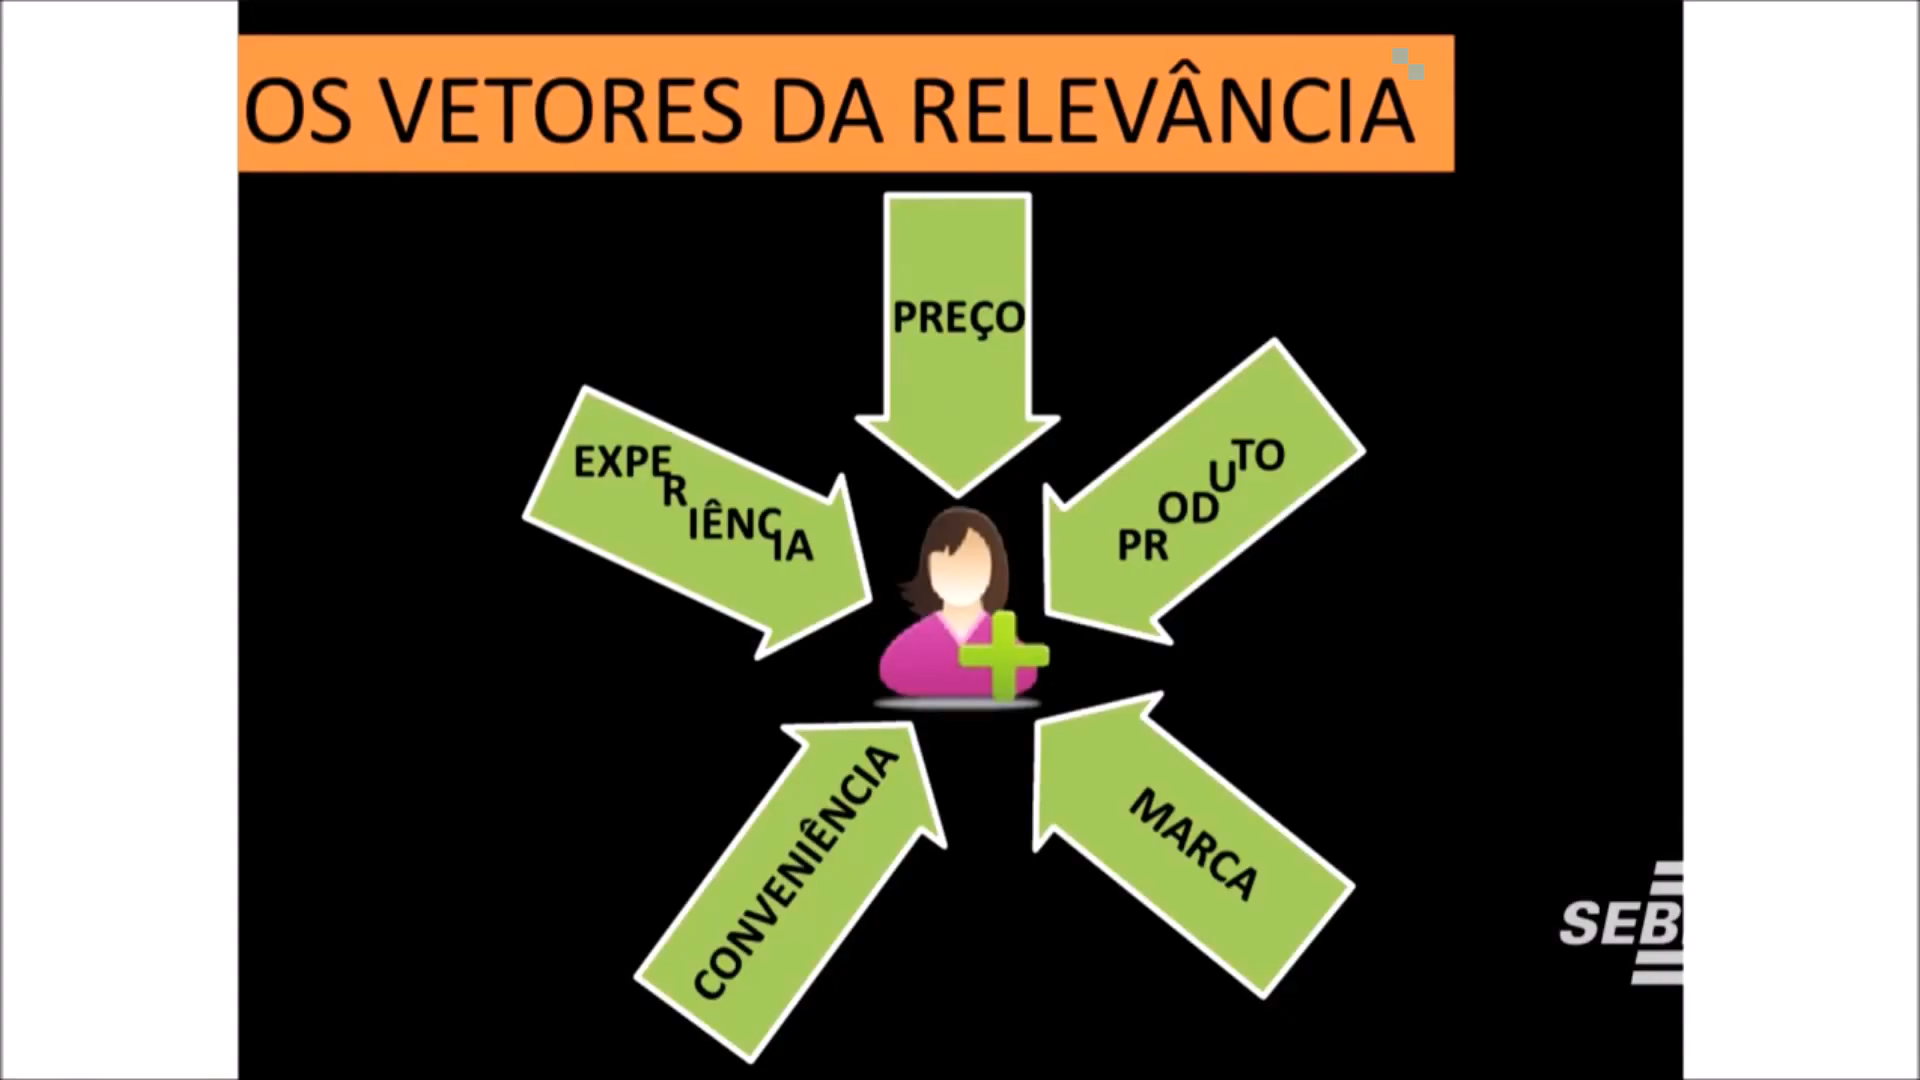 OS VETORES DA RELEVÂNCIA
PREÇO
EXPERIÊNCIA
PRODUTO
CONVENIÊNCIA
MARCA
SEB